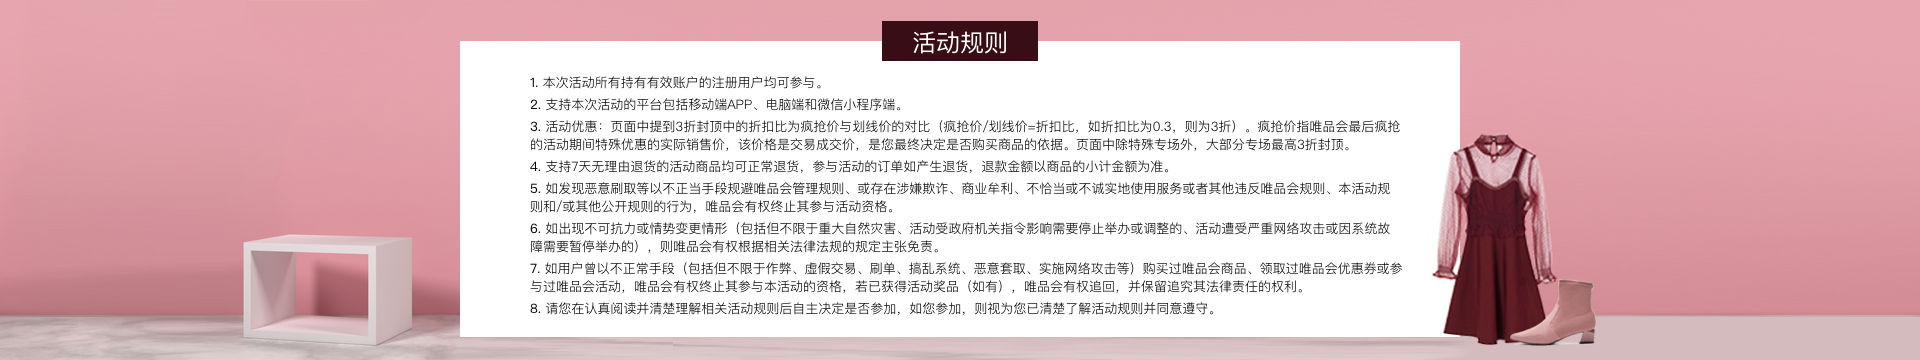 活动规则
1. 本次活动所有持有有效账户的注册用户均可参与。
2. 支持本次活动的平台包括移动端APP、电脑端和微信小程序端。
3. 活动优惠：页面中提到3折封顶中的折扣比为疯抢价与划线价的对比（疯抢价/划线价=折扣比，如折扣比为0.3，则为3折）。疯抢价指唯品会最后疯抢
的活动期间特殊优惠的实际销售价，该价格是交易成交价，是您最终决定是否购买商品的依据。页面中除特殊专场外，大部分专场最高3折封顶。
4. 支持7天无理由退货的活动商品均可正常退货，参与活动的订单如产生退货，退款金额以商品的小计金额为准。
5. 如发现恶意刷取等以不正当手段规避唯品会管理规则、或存在涉嫌欺诈、商业牟利、不恰当或不诚实地使用服务或者其他违反唯品会规则、本活动规
则和/或其他公开规则的行为，唯品会有权终止其参与活动资格。
6. 如出现不可抗力或情势变更情形（包括但不限于重大自然灾害、活动受政府机关指令影响需要停止举办或调整的、活动遭受严重网络攻击或因系统故
障需要暂停举办的），则唯品会有权根据相关法律法规的规定主张免责。
7. 如用户曾以不正常手段（包括但不限于作弊、虚假交易、刷单、搞乱系统、恶意套取、实施网络攻击等）购买过唯品会商品、领取过唯品会优惠券或参
与过唯品会活动，唯品会有权终止其参与本活动的资格，若已获得活动奖品（如有），唯品会有权追回，并保留追究其法律责任的权利。
8. 请您在认真阅读并清楚理解相关活动规则后自主决定是否参加，如您参加，则视为您已清楚了解活动规则并同意遵守。